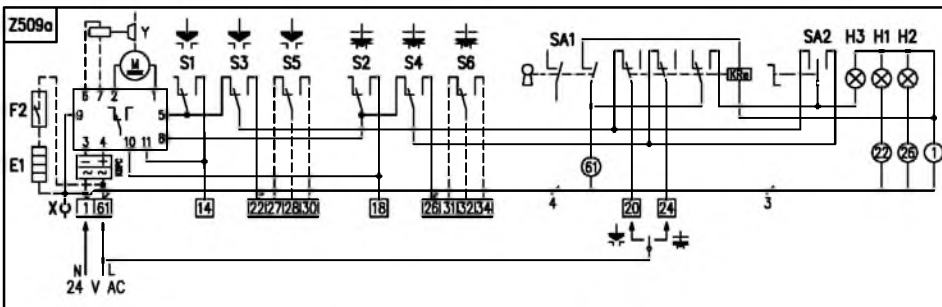 Z509a
Y
M
S1 S3 S5 S2 S4 S6
SA1
KRe
SA2 H3 H1 H2
F2
6 7 2 1
9 5
8
3 4 10 11
E1
− +
~ ~
61 22 26 1
X 1 61 14 22 27 28 30 18 26 31 32 34 4 20 24 3
N L
24 V AC